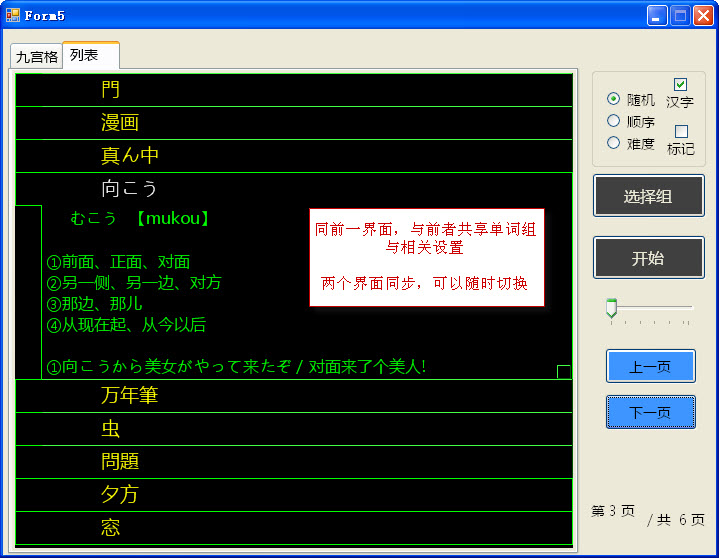 Form5
九宫格
列表
門
漫画
真ん中
向こう
むこう 【mukou】
①前面、正面、对面
②另一侧、另一边、对方
③那边、那儿
④从现在起、从今以后
①向こうから美女がやって来たぞ / 对面来了个美人!
万年筆
虫
問題
夕方
窓
同前一界面，与前者共享单词组
与相关设置
两个界面同步，可以随时切换
随机
顺序
难度
汉字
标记
选择组
开始
上一页
下一页
第 3 页
/ 共 6 页